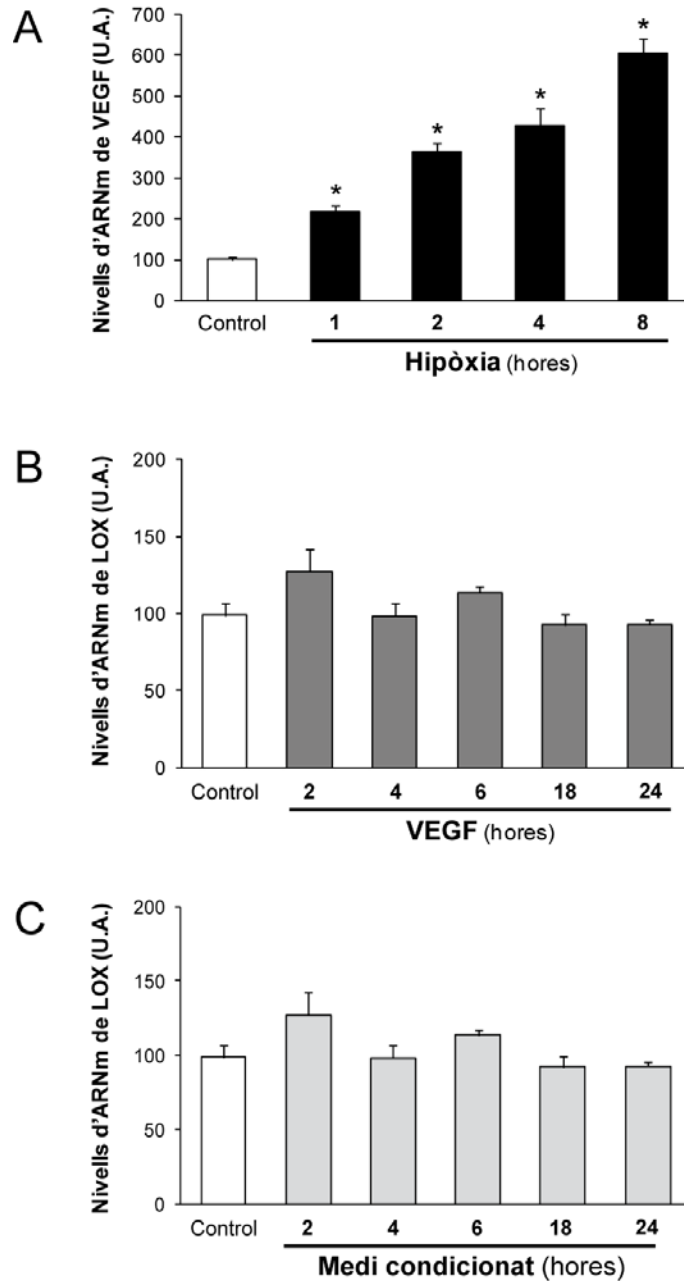 A
Nivells d'ARNm de VEGF (U.A.)
700
600
500
400
300
200
100
0
*
*
*
*
Control 1 2 4 8
Hipòxia (hores)
B
Nivells d'ARNm de LOX (U.A.)
200
150
100
50
0
Control 2 4 6 18 24
VEGF (hores)
C
Nivells d'ARNm de LOX (U.A.)
200
150
100
50
0
Control 2 4 6 18 24
Medi condicionat (hores)